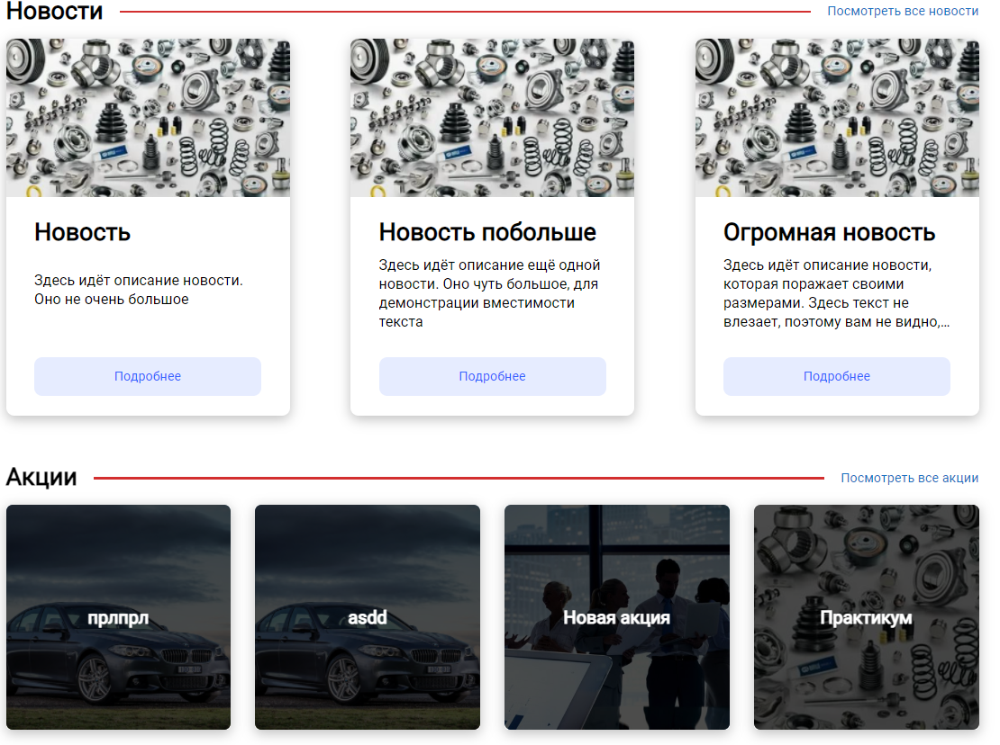 Новости
Посмотреть все новости
Новость
Здесь идёт описание новости.
Оно не очень большое
Подробнее
Новость побольше
Здесь идёт описание ещё одной
новости. Оно чуть большое, для
демонстрации вместимости
текста
Подробнее
Огромная новость
Здесь идёт описание новости,
которая поражает своими
размерами. Здесь текст не
влезает, поэтому вам не видно,...
Подробнее
Акции
Посмотреть все акции
прлпрл
asdd
Новая акция
Практикум